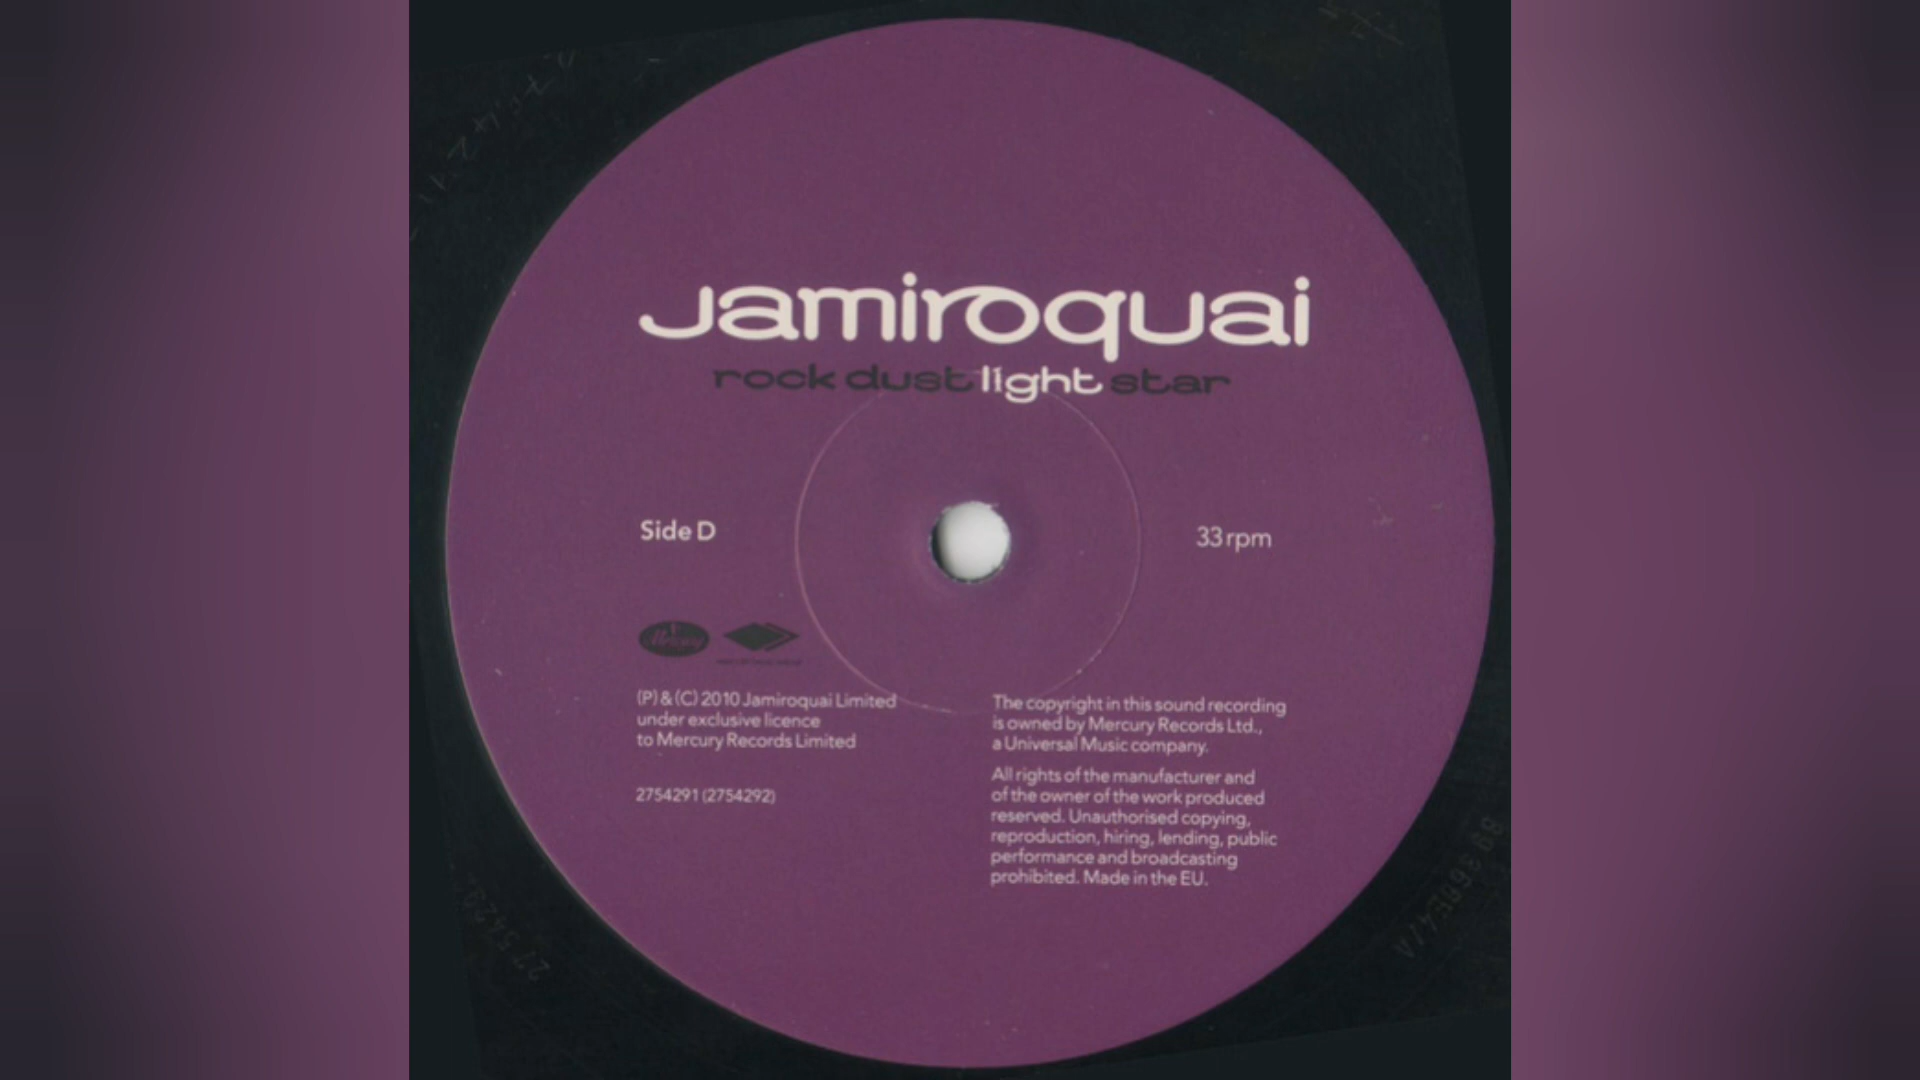 Jamiroquai
rock dust light star
Side D
33 rpm
Mercury
(P) & (C) 2010 Jamiroquai Limited
under exclusive licence
to Mercury Records Limited
2754291 (2754292)
The copyright in this sound recording
is owned by Mercury Records Ltd.,
a Universal Music company.
All rights of the manufacturer and
of the owner of the work produced
reserved. Unauthorised copying,
reproduction, hiring, lending, public
performance and broadcasting
prohibited. Made in the EU.